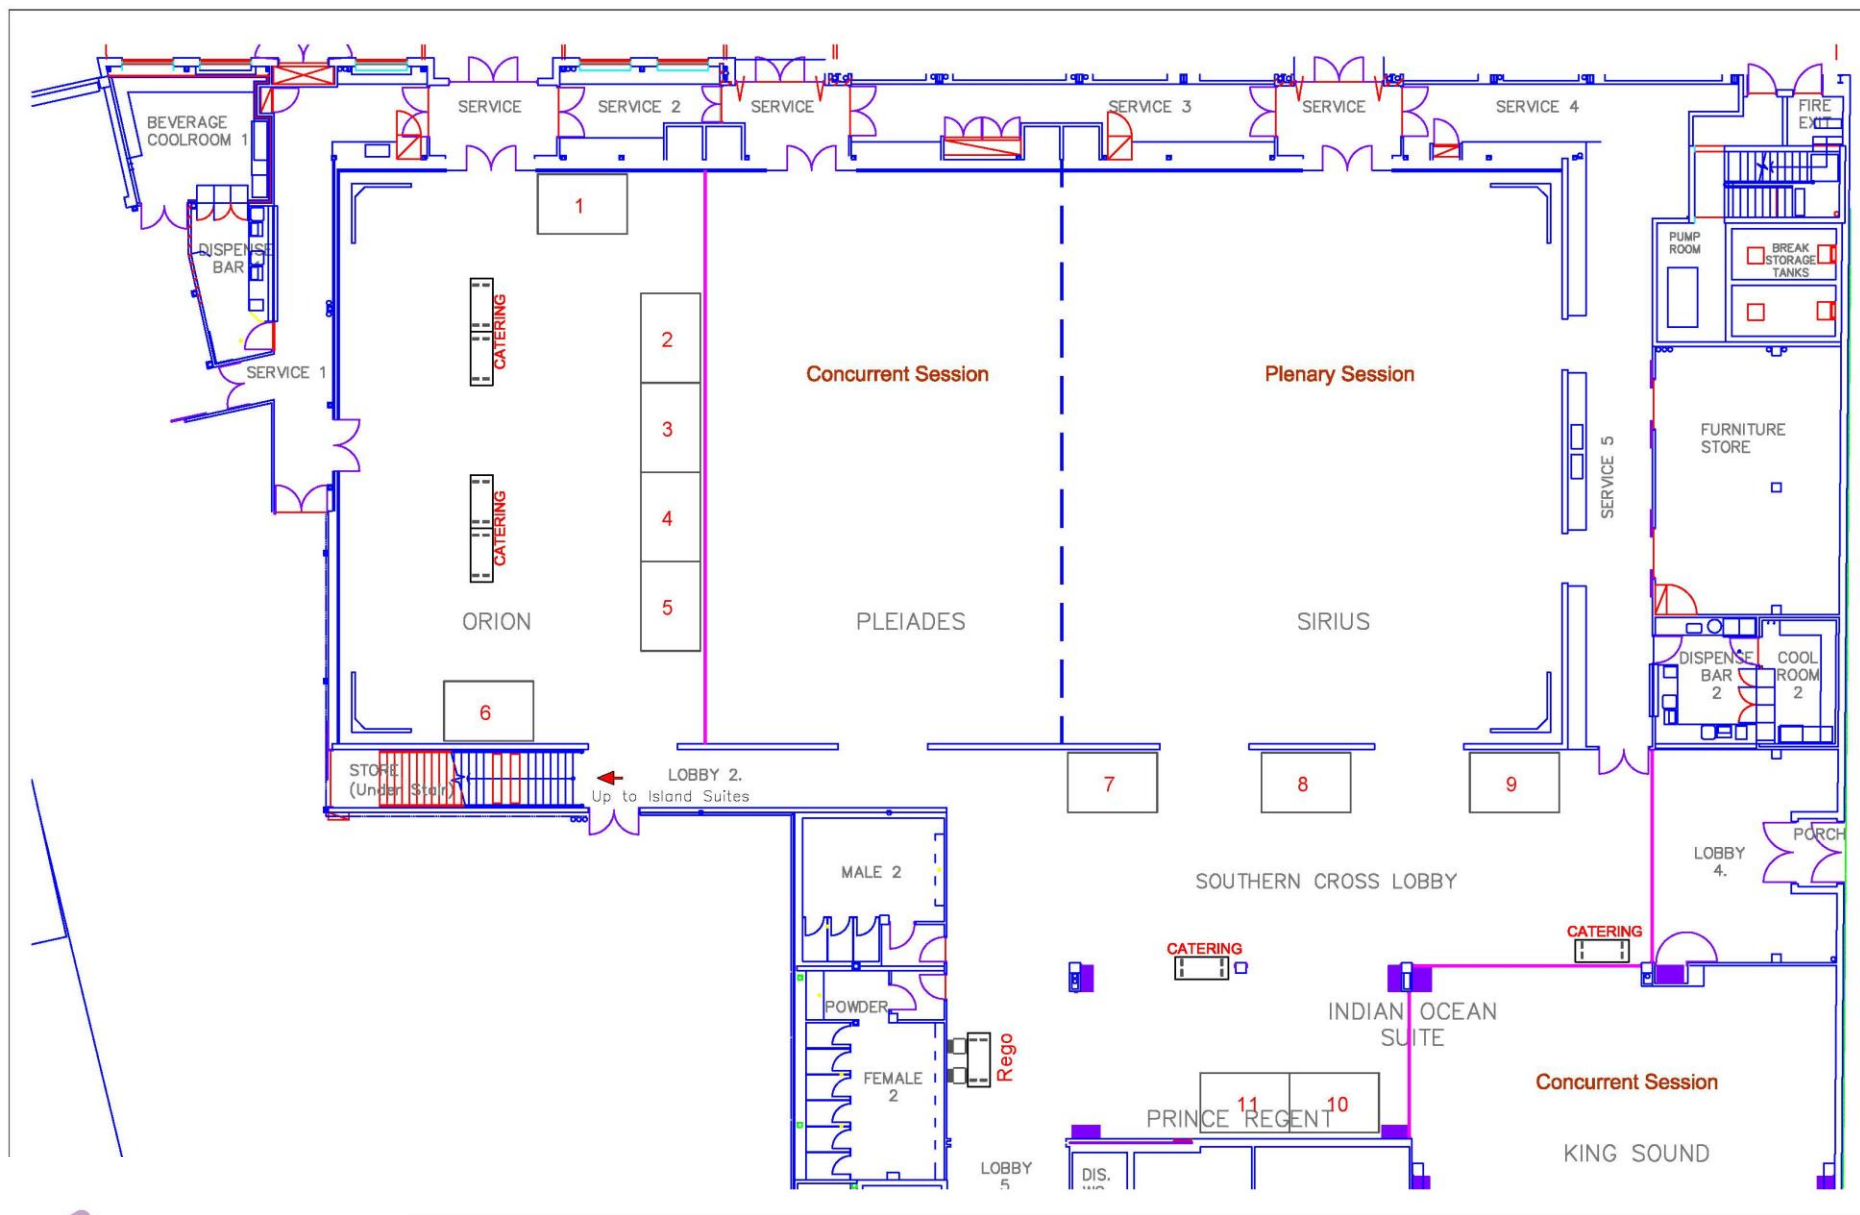 SERVICE
SERVICE 2
SERVICE
SERVICE 3
SERVICE
SERVICE 4
FIRE
EXIT
BEVERAGE
COOLROOM 1
DISPENSE
BAR
SERVICE 1
1
CATERING
2
3
CATERING
4
5
ORION
6
Concurrent Session
PLEIADES
Plenary Session
SIRIUS
SERVICE 5
PUMP
ROOM
BREAK
STORAGE
TANKS
FURNITURE
STORE
DISPENSE
BAR
2
COOL
ROOM
2
STORE
(Under Stair)
LOBBY 2.
Up to Island Suites
7
8
9
MALE 2
SOUTHERN CROSS LOBBY
LOBBY
4.
PORCH
CATERING
CATERING
POWDER
INDIAN OCEAN
SUITE
Rego
FEMALE
2
11
10
PRINCE REGENT
Concurrent Session
KING SOUND
LOBBY
5
DIS.